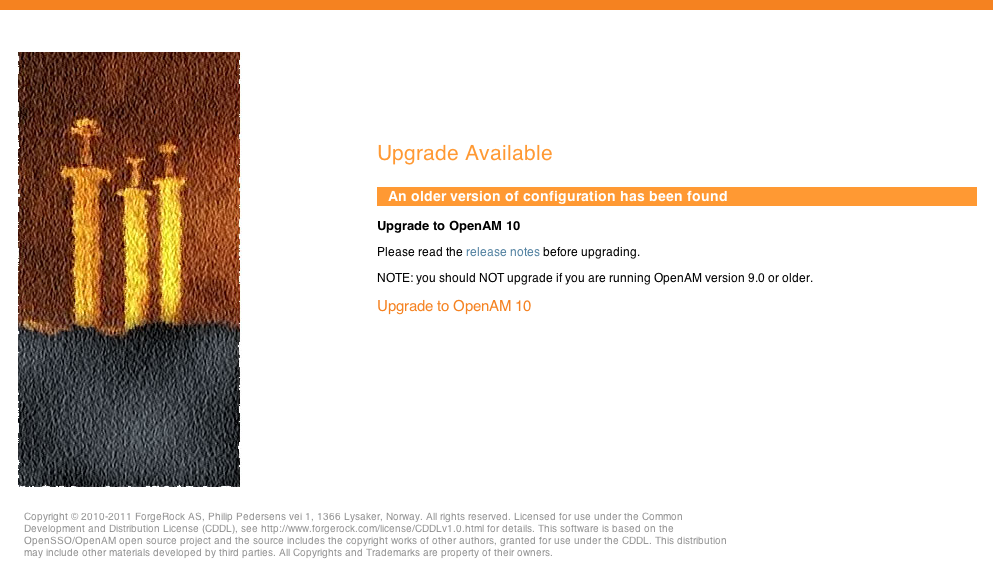 Upgrade Available
An older version of configuration has been found
Upgrade to OpenAM 10
Please read the release notes before upgrading.
NOTE: you should NOT upgrade if you are running OpenAM version 9.0 or older.
Upgrade to OpenAM 10
Copyright © 2010-2011 ForgeRock AS, Philip Pedersens vei 1, 1366 Lysaker, Norway. All rights reserved. Licensed for use under the Common
Development and Distribution License (CDDL), see http://www.forgerock.com/license/CDDLv1.0.html for details. This software is based on the
OpenSSO/OpenAM open source project and the source includes the copyright works of other authors, granted for use under the CDDL. This distribution
may include other materials developed by third parties. All Copyrights and Trademarks are property of their owners.